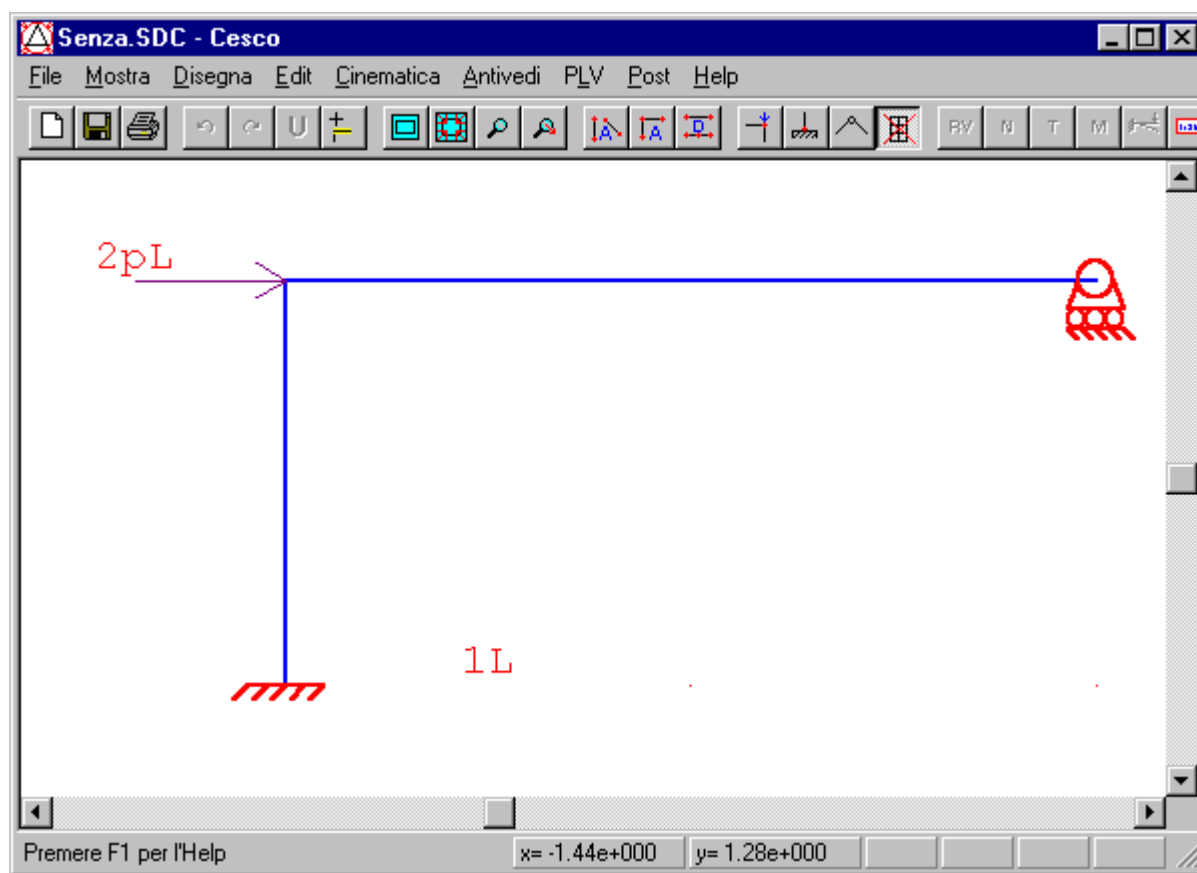 Senza.SDC - Cesco
File Mostra Disegna Edit Cinematica Antivedi PLV Post Help
U A A D RV N T M
2pL
1L
Premere F1 per l'Help x= -1.44e+000 y= 1.28e+000